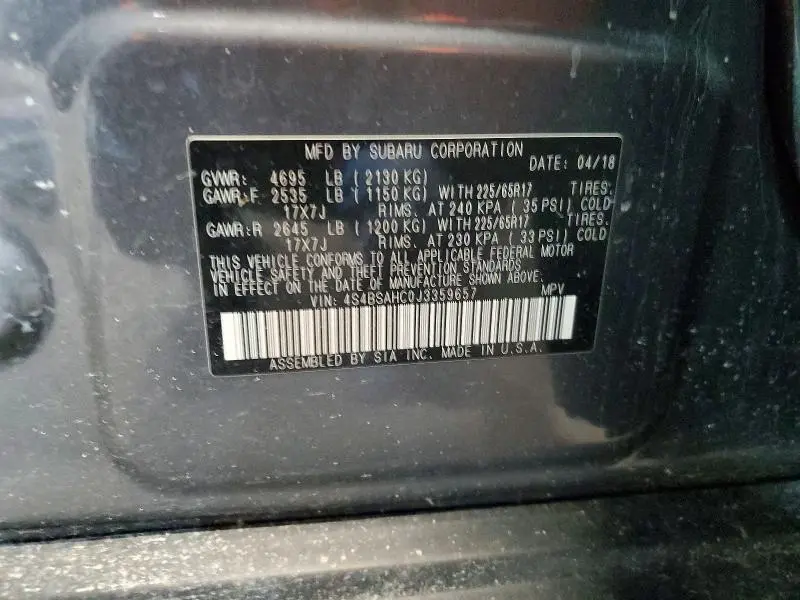 MFD BY SUBARU CORPORATION
DATE: 04/18
GVWR: 4695 LB (2130 KG)
GAWR:F 2535 LB (1150 KG) WITH 225/65R17 TIRES.
17X7J RIMS. AT 240 KPA (35 PSI) COLD
GAWR:R 2645 LB (1200 KG) WITH 225/65R17 TIRES.
17X7J RIMS. AT 230 KPA (33 PSI) COLD
THIS VEHICLE CONFORMS TO ALL APPLICABLE FEDERAL MOTOR
VEHICLE SAFETY AND THEFT PREVENTION STANDARDS
IN EFFECT ON THE DATE OF MANUFACTURE SHOWN ABOVE.
VIN: 4S4BSAHC0J3359657 MPV
ASSEMBLED BY SIA INC. MADE IN U.S.A.